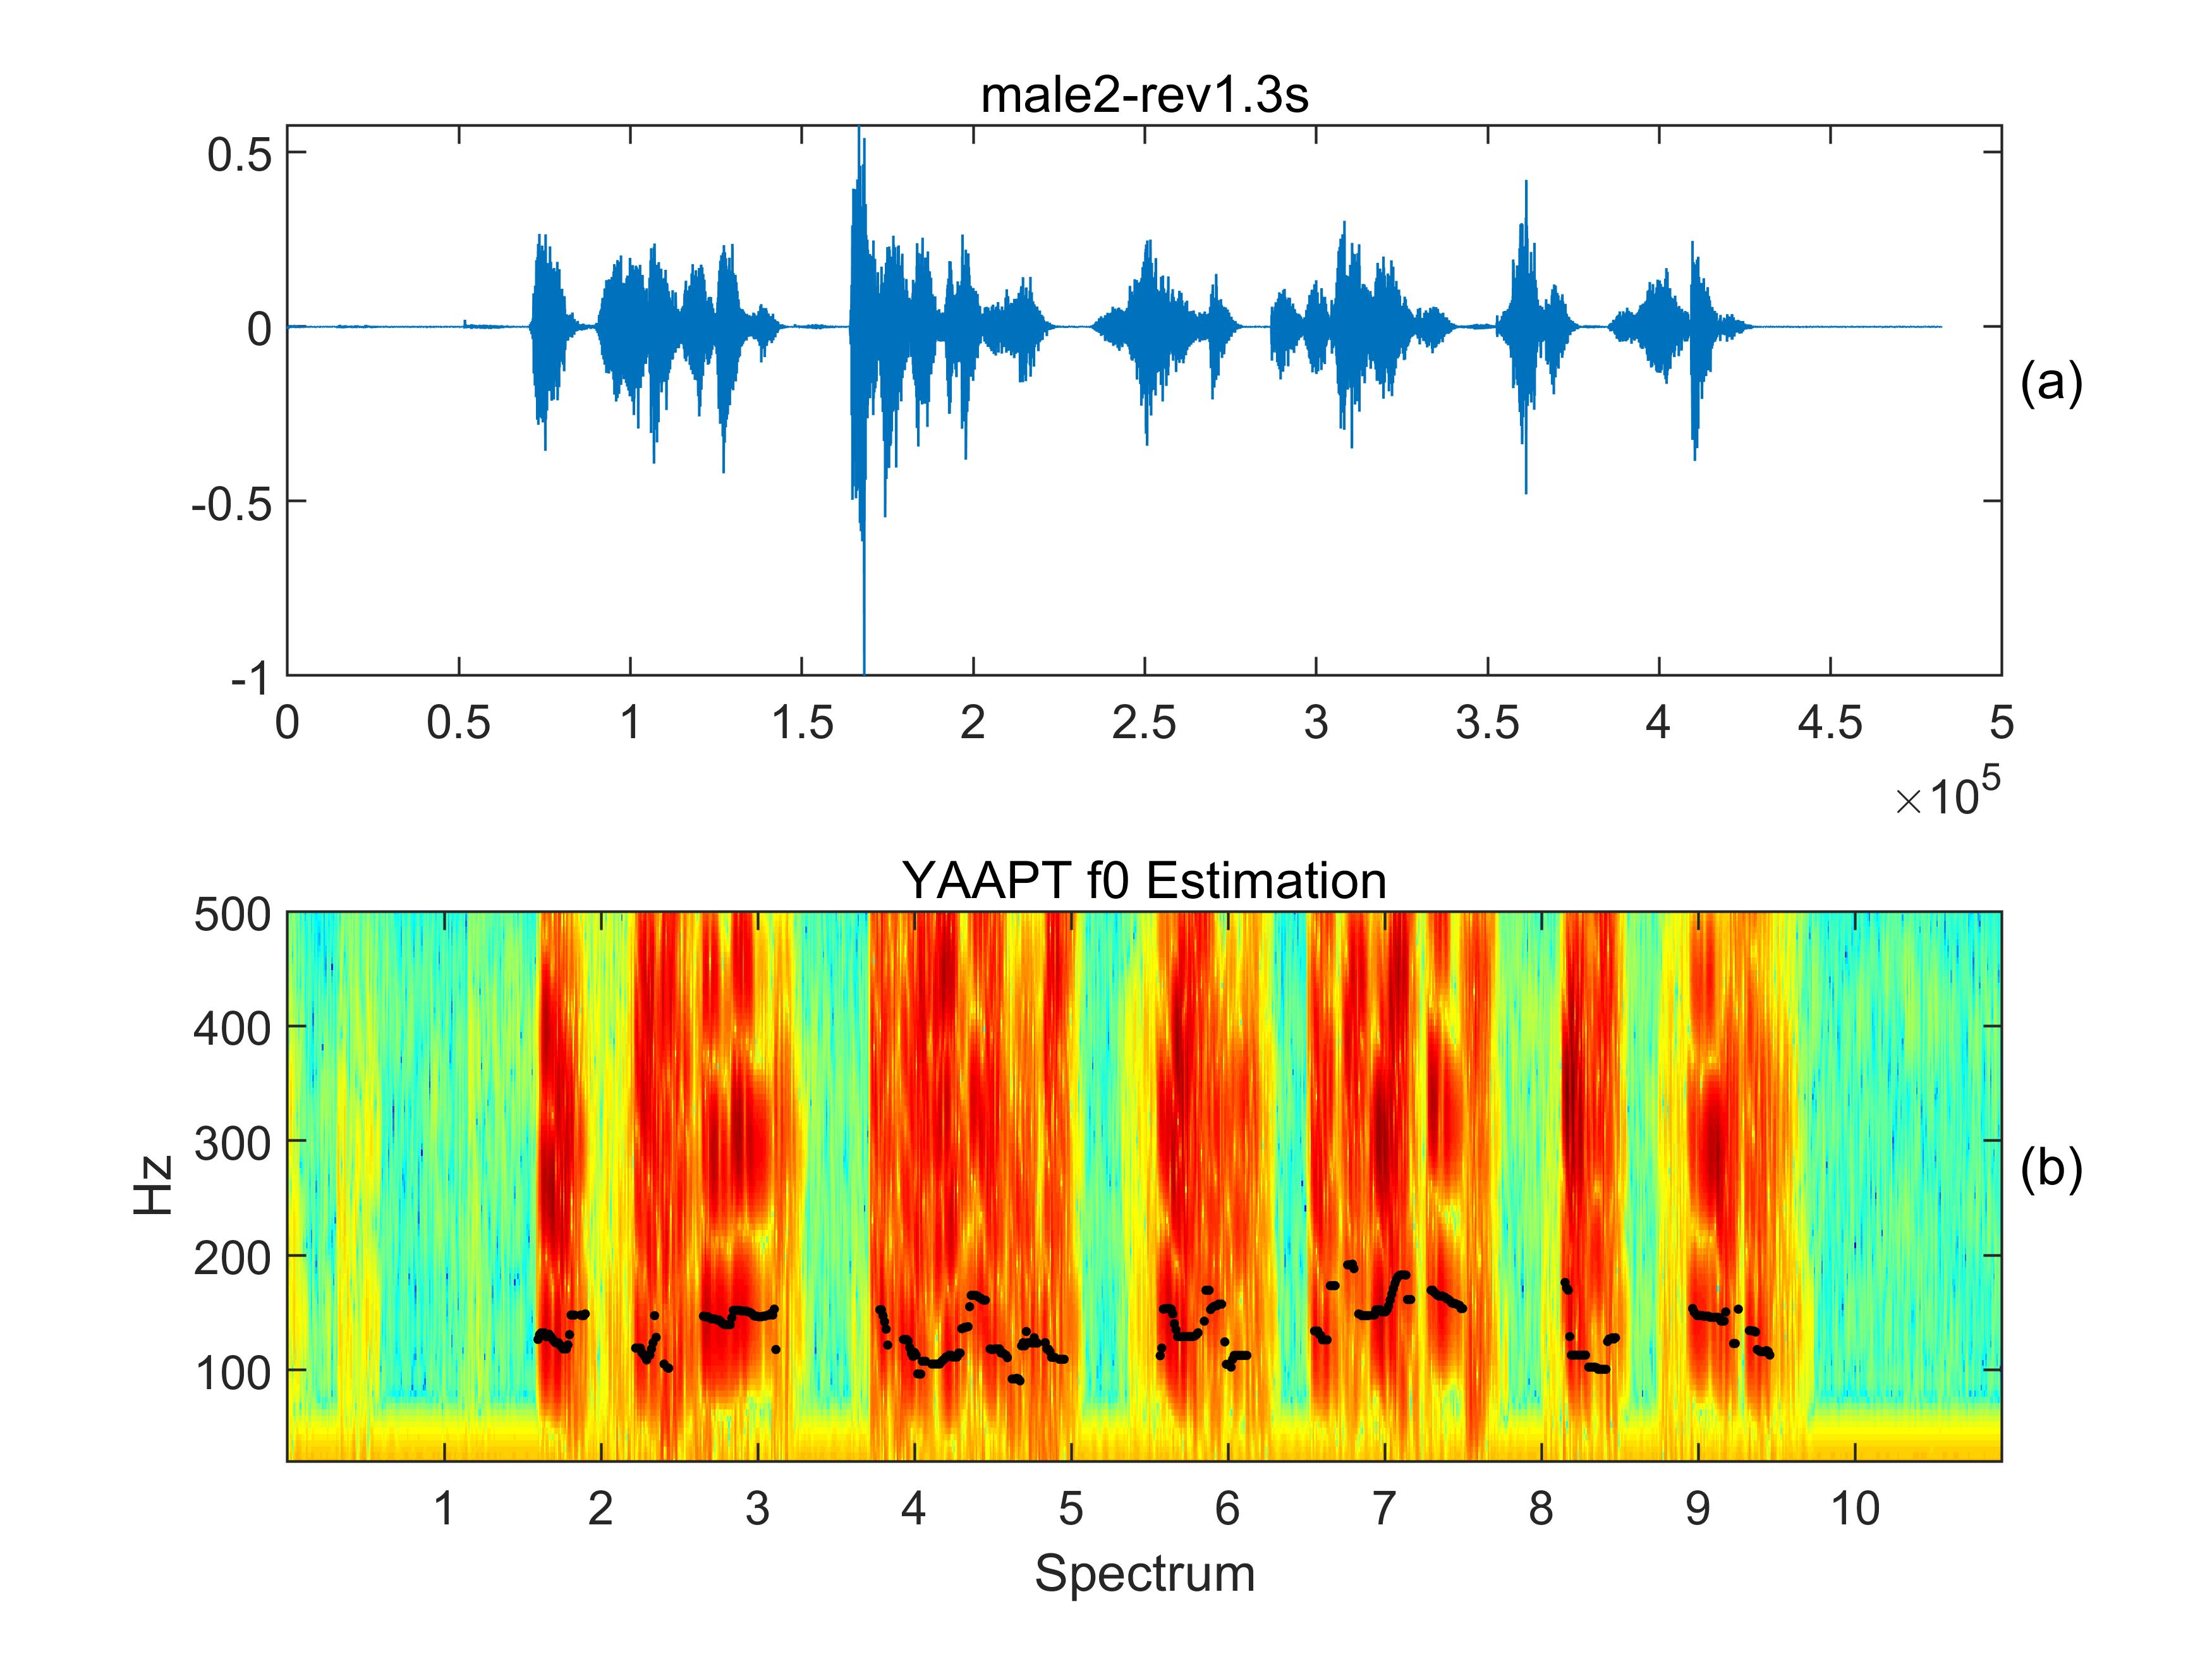 male2-rev1.3s
0.5
0
-0.5
-1
(a)
0 0.5 1 1.5 2 2.5 3 3.5 4 4.5 5
×10⁵
YAAPT f0 Estimation
500
400
300
200
100
Hz
(b)
1 2 3 4 5 6 7 8 9 10
Spectrum